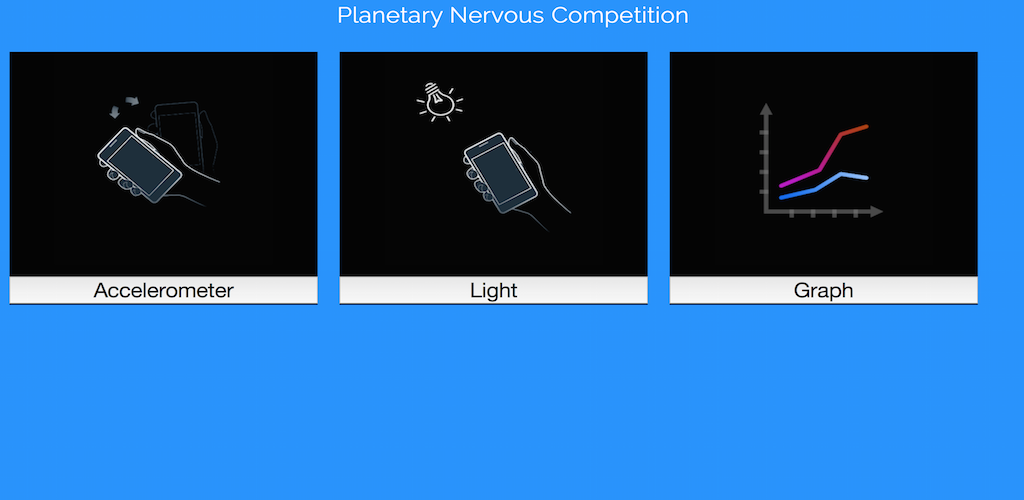 Planetary Nervous Competition
Accelerometer
Light
Graph